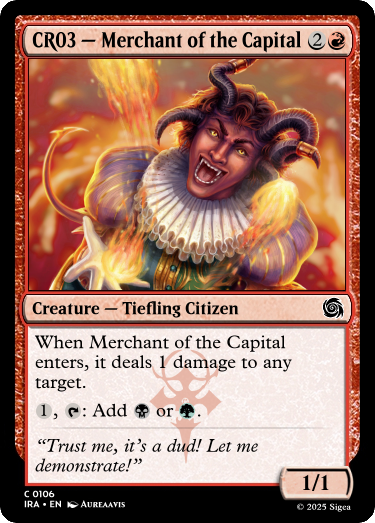 CR03 — Merchant of the Capital 2
Creature — Tiefling Citizen
When Merchant of the Capital
enters, it deals 1 damage to any
target.
1, : Add or .
“Trust me, it’s a dud! Let me
demonstrate!”
1/1
C 0106
IRA • EN Aureaavis
© 2025 Sigea